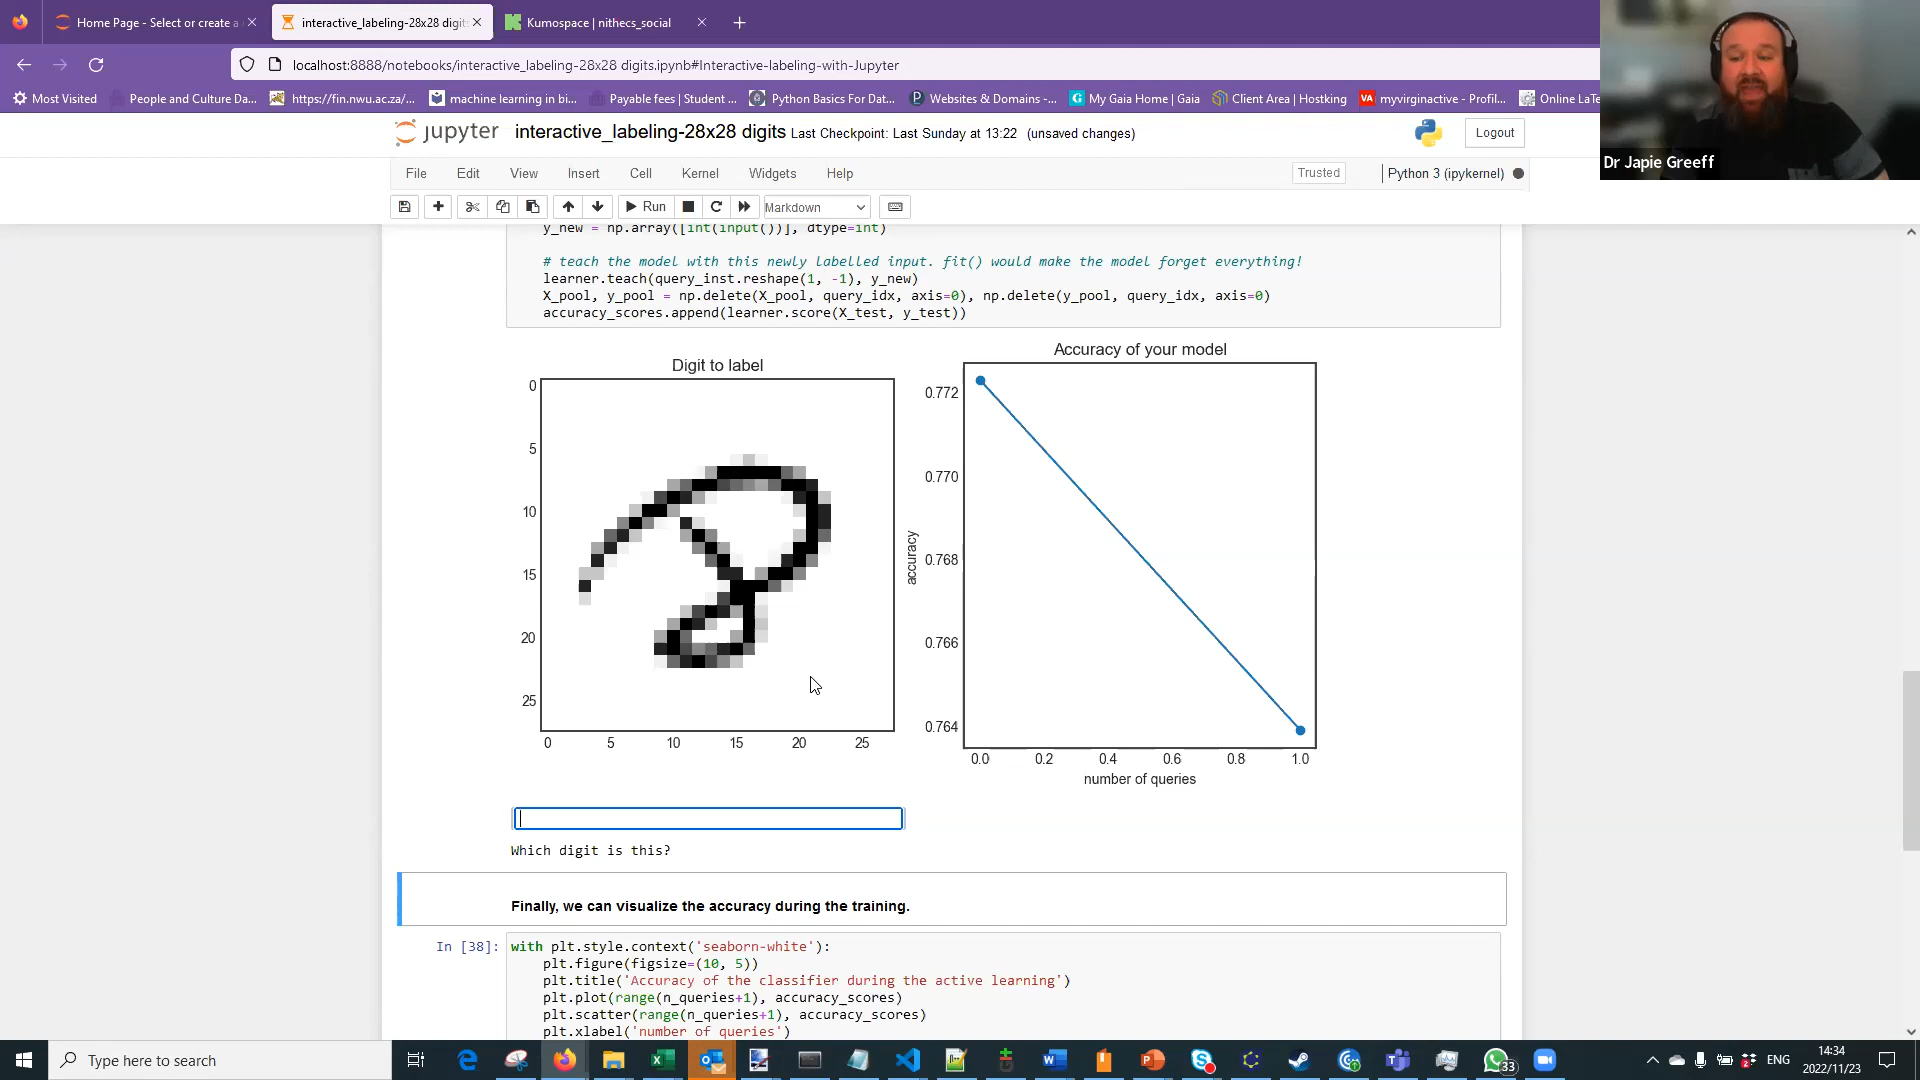 Home Page - Select or create a
interactive_labeling-28x28 digits
Kumospace | nithecs_social
localhost:8888/notebooks/interactive_labeling-28x28 digits.ipynb#Interactive-labeling-with-Jupyter
Most Visited
People and Culture Da...
https://fin.nwu.ac.za/...
machine learning in bi...
Payable fees | Student ...
Python Basics For Dat...
Websites & Domains -...
My Gaia Home | Gaia
Client Area | Hostking
myvirginactive - Profil...
Online LaTe
Dr Japie Greeff
jupyter interactive_labeling-28x28 digits Last Checkpoint: Last Sunday at 13:22 (unsaved changes)
Logout
File Edit View Insert Cell Kernel Widgets Help
Trusted
Python 3 (ipykernel)
Run
Markdown
y_new = np.array([int(input())], dtype=int)
# teach the model with this newly labelled input. fit() would make the model forget everything!
learner.teach(query_inst.reshape(1, -1), y_new)
X_pool, y_pool = np.delete(X_pool, query_idx, axis=0), np.delete(y_pool, query_idx, axis=0)
accuracy_scores.append(learner.score(X_test, y_test))
Digit to label
0
5
10
15
20
25
0 5 10 15 20 25
Accuracy of your model
accuracy
0.772
0.770
0.768
0.766
0.764
0.0 0.2 0.4 0.6 0.8 1.0
number of queries
Which digit is this?
Finally, we can visualize the accuracy during the training.
In [38]:
with plt.style.context('seaborn-white'):
plt.figure(figsize=(10, 5))
plt.title('Accuracy of the classifier during the active learning')
plt.plot(range(n_queries+1), accuracy_scores)
plt.scatter(range(n_queries+1), accuracy_scores)
plt.xlabel('number of queries')
Type here to search
33
ENG
14:34
2022/11/23